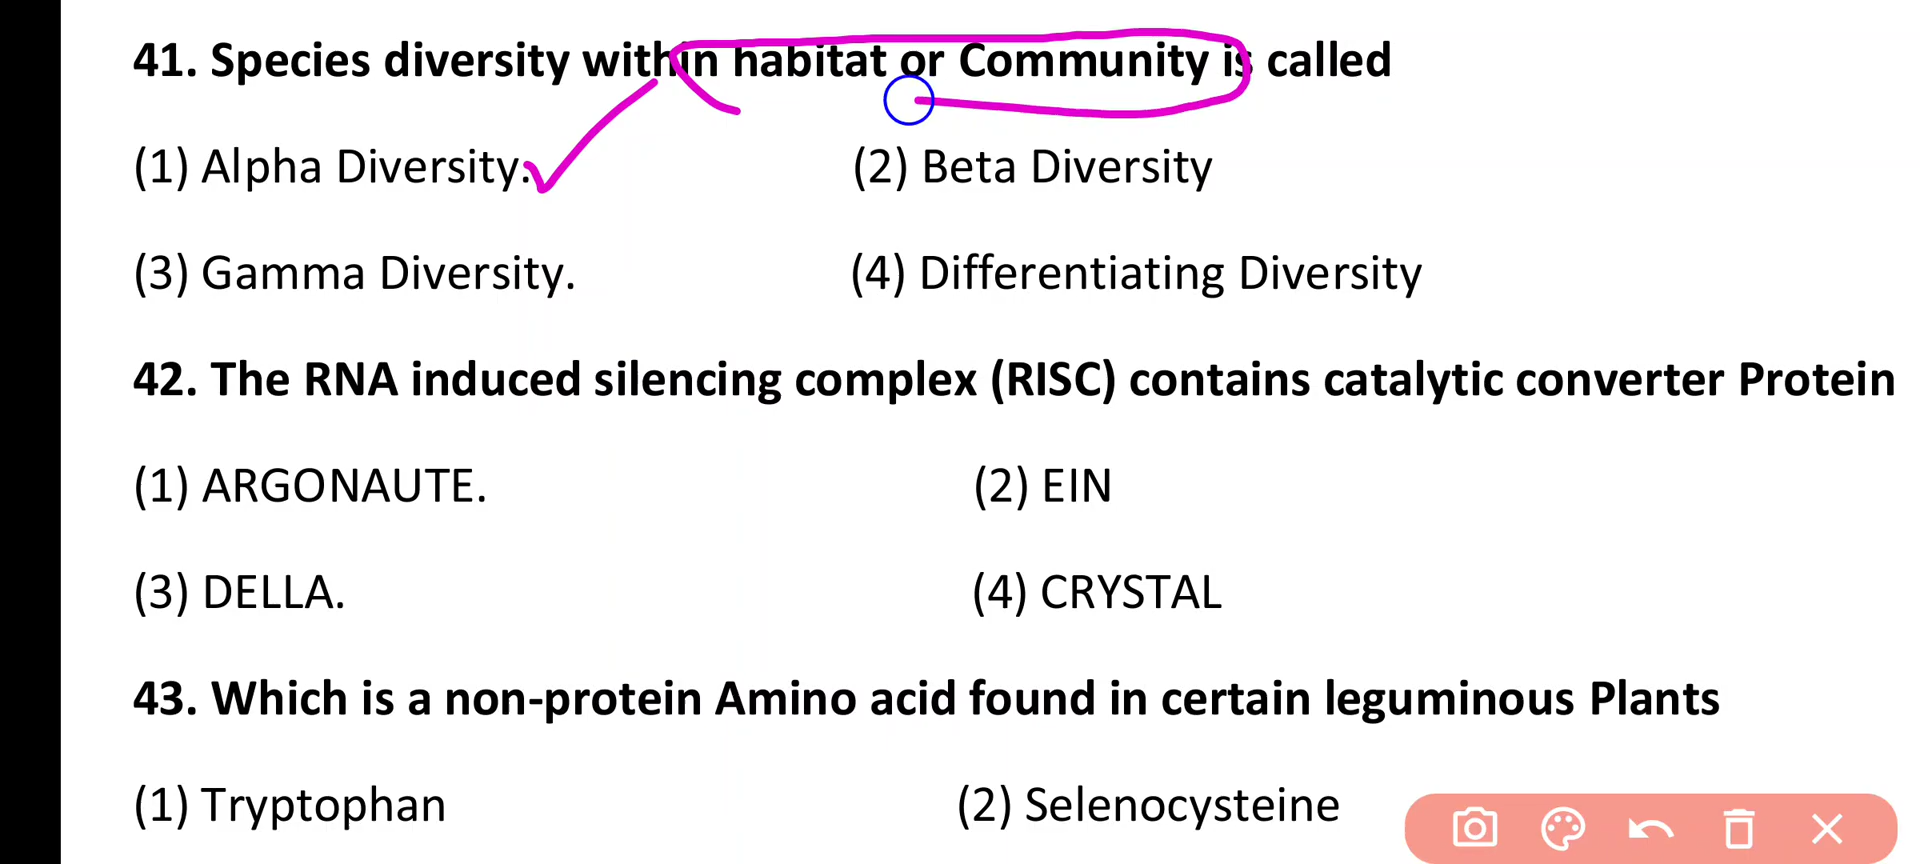 41. Species diversity within habitat or Community is called
(1) Alpha Diversity. (2) Beta Diversity
(3) Gamma Diversity. (4) Differentiating Diversity
42. The RNA induced silencing complex (RISC) contains catalytic converter Protein
(1) ARGONAUTE. (2) EIN
(3) DELLA. (4) CRYSTAL
43. Which is a non-protein Amino acid found in certain leguminous Plants
(1) Tryptophan (2) Selenocysteine